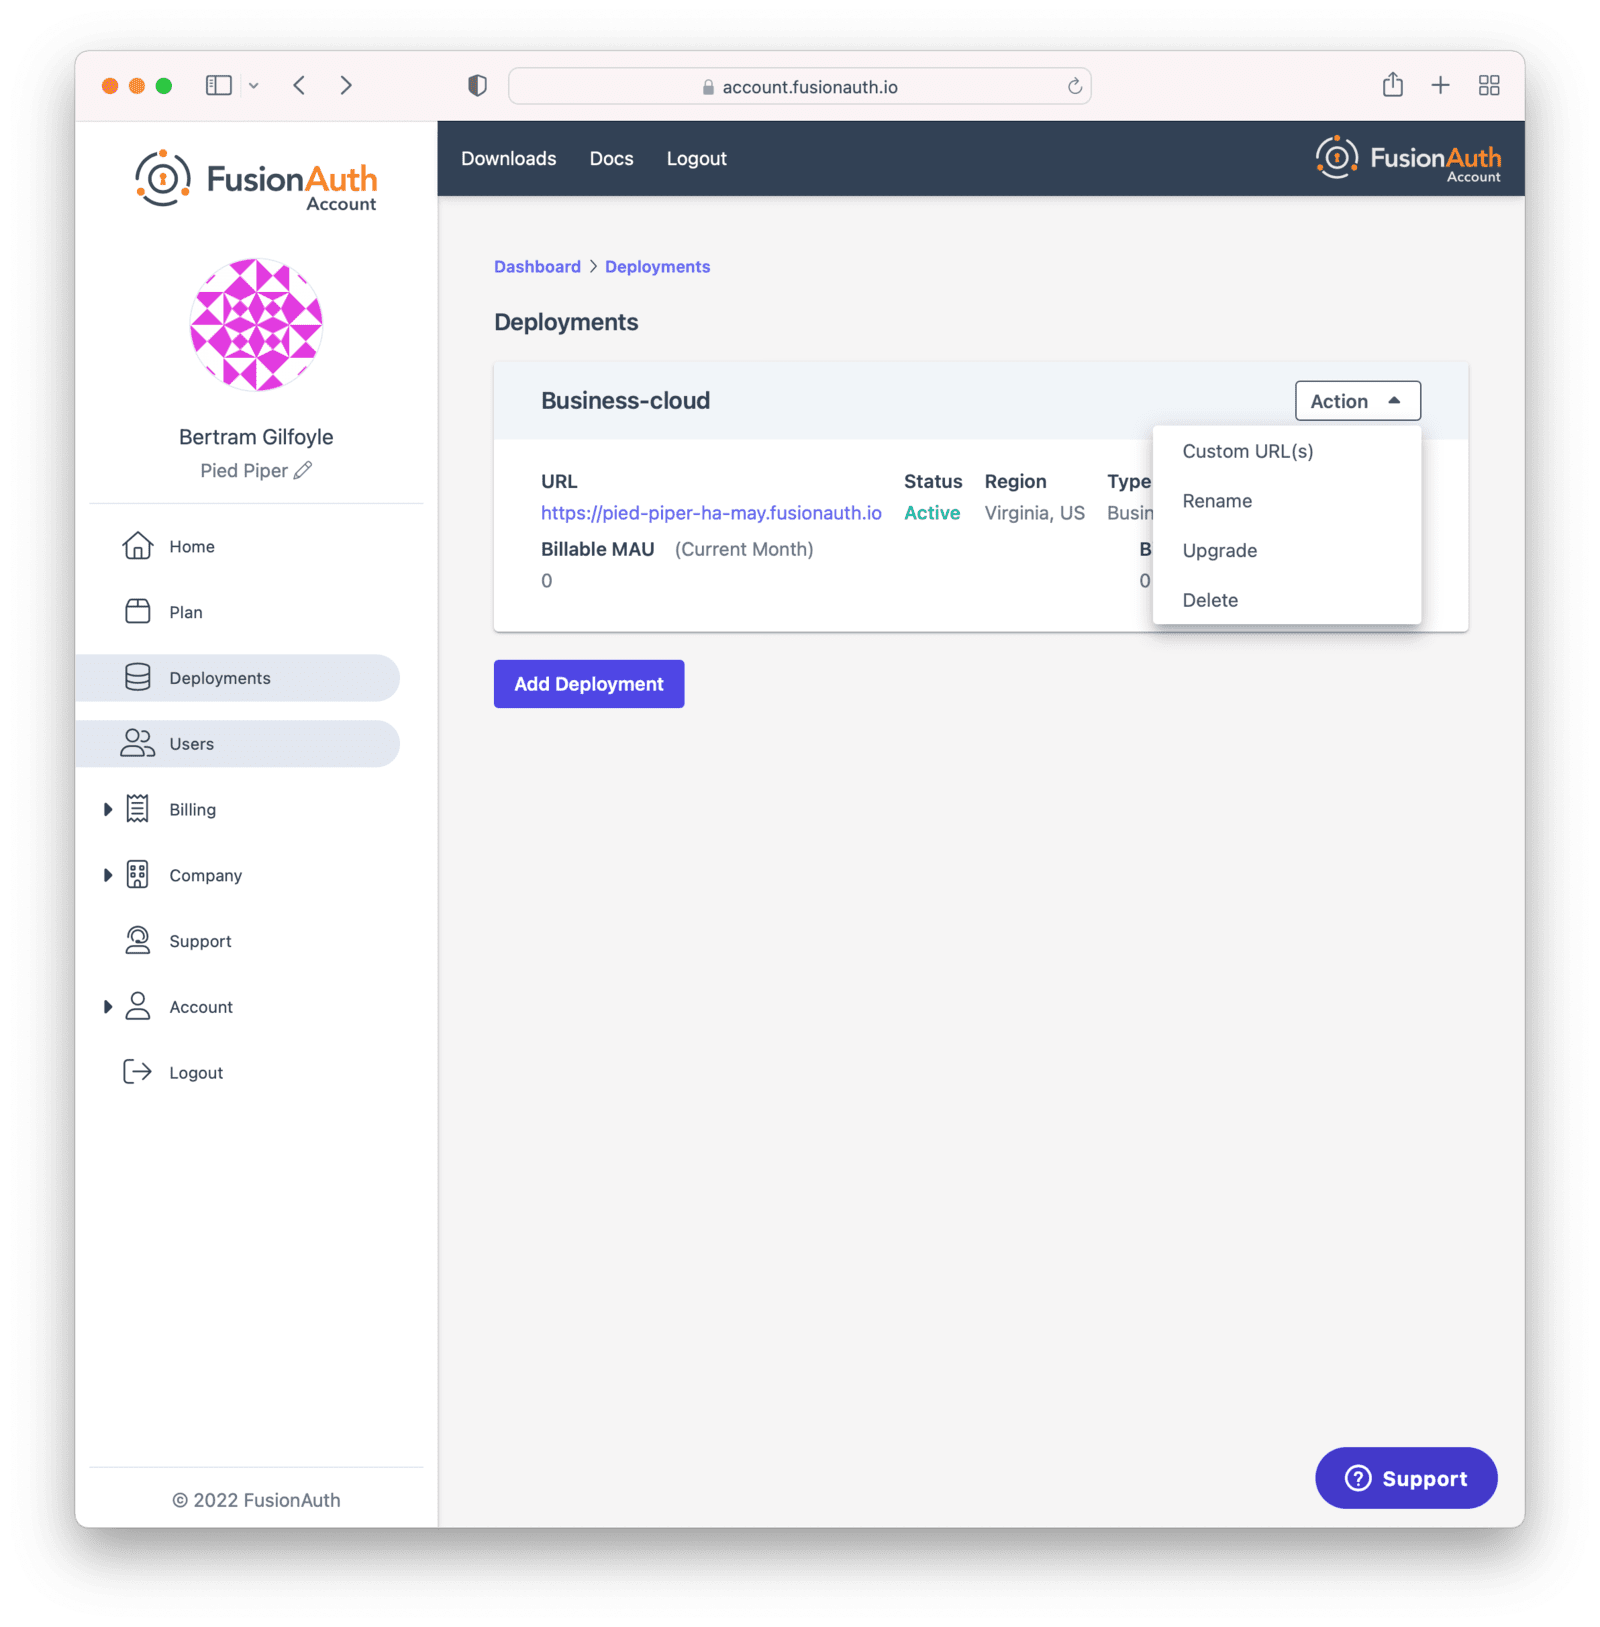 account.fusionauth.io
FusionAuth
Account
Bertram Gilfoyle
Pied Piper
Home
Plan
Deployments
Users
Billing
Company
Support
Account
Logout
© 2022 FusionAuth
Downloads Docs Logout
FusionAuth
Account
Dashboard > Deployments
Deployments
Business-cloud
Action
Custom URL(s)
Rename
Upgrade
Delete
URL Status Region Type
https://pied-piper-ha-may.fusionauth.io Active Virginia, US Busin
Billable MAU (Current Month) B
0 0
Add Deployment
Support